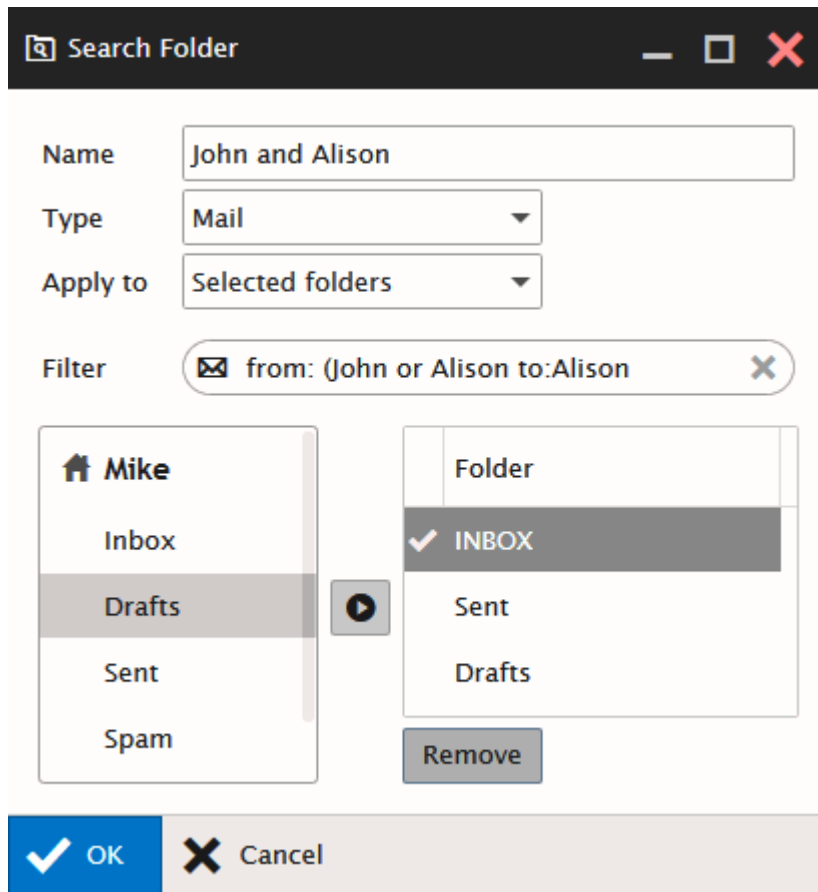 Search Folder
Name John and Alison
Type Mail
Apply to Selected folders
Filter from: (John or Alison to:Alison
Mike
Inbox
Drafts
Sent
Spam
Folder
INBOX
Sent
Drafts
Remove
OK Cancel